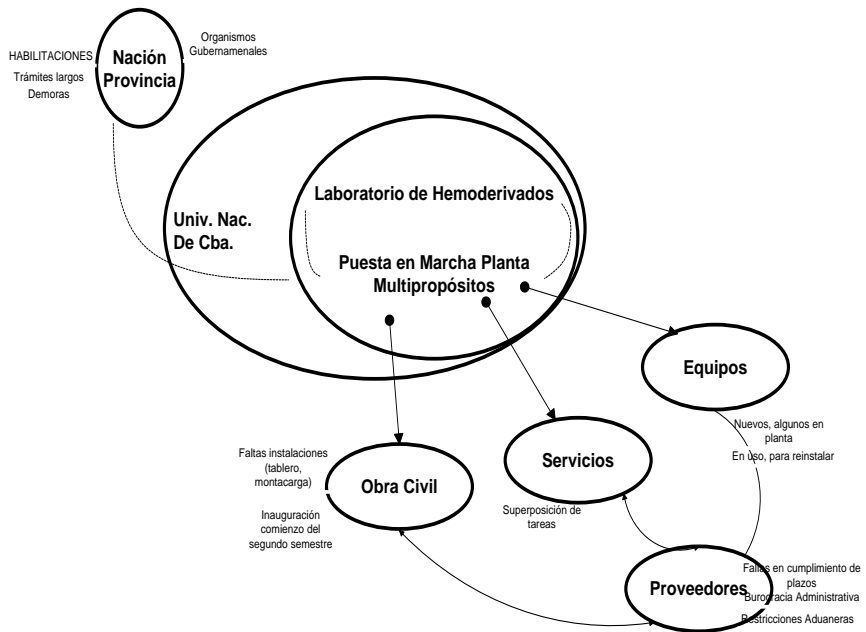 Organismos
Gubernamenales
HABILITACIONES
Trámites largos
Demoras
Nación
Provincia
Laboratorio de Hemoderivados
Univ. Nac.
De Cba.
Puesta en Marcha Planta
Multipropósitos
Equipos
Nuevos, algunos en
planta
En uso, para reinstalar
Faltas instalaciones
(tablero,
montacarga)
Obra Civil
Servicios
Inauguración
comienzo del
segundo semestre
Superposición de
tareas
Proveedores
Fallas en cumplimiento de
plazos
Burocracia Administrativa
Restricciones Aduaneras